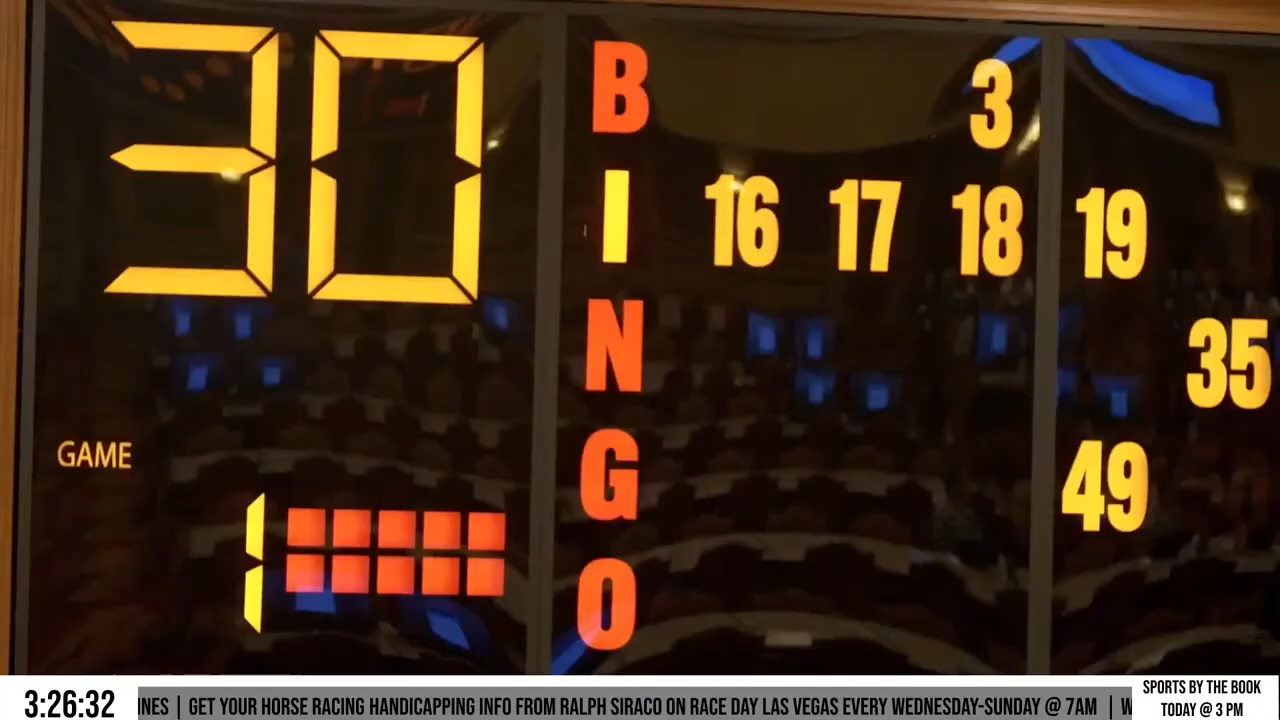 30
B 3
I 16 17 18 19
N 35
G 49
O
GAME
1
3:26:32
INES | GET YOUR HORSE RACING HANDICAPPING INFO FROM RALPH SIRACO ON RACE DAY LAS VEGAS EVERY WEDNESDAY-SUNDAY @ 7AM | W
SPORTS BY THE BOOK
TODAY @ 3 PM